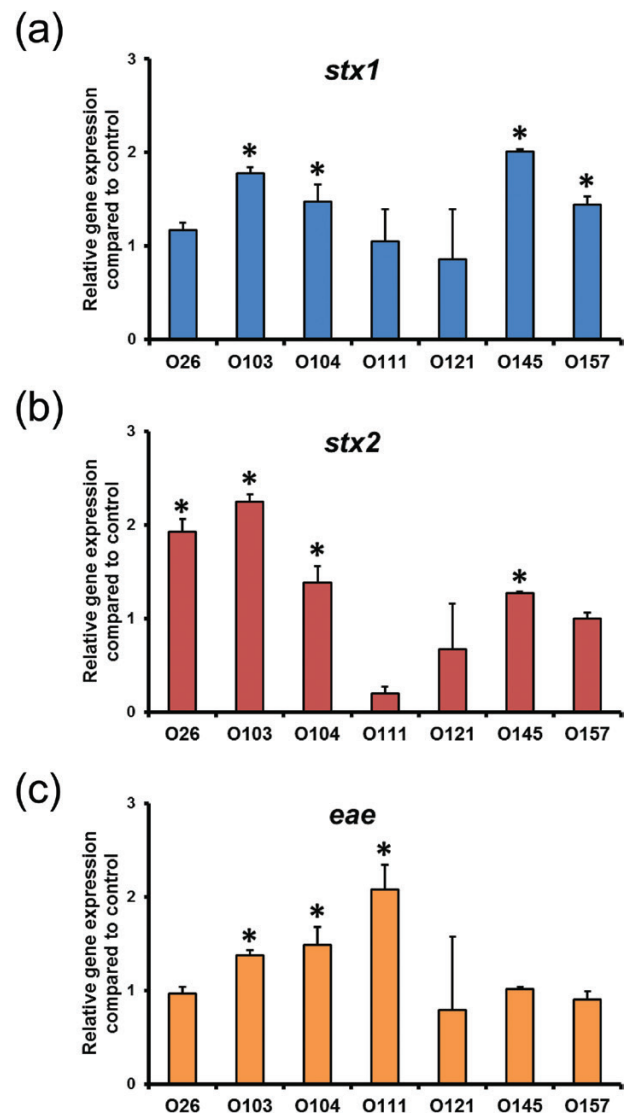 (a)
stx1
Relative gene expression
compared to control
3
2
1
0
* * * *
O26 O103 O104 O111 O121 O145 O157
(b)
stx2
Relative gene expression
compared to control
3
2
1
0
* * * *
O26 O103 O104 O111 O121 O145 O157
(c)
eae
Relative gene expression
compared to control
3
2
1
0
* * *
O26 O103 O104 O111 O121 O145 O157